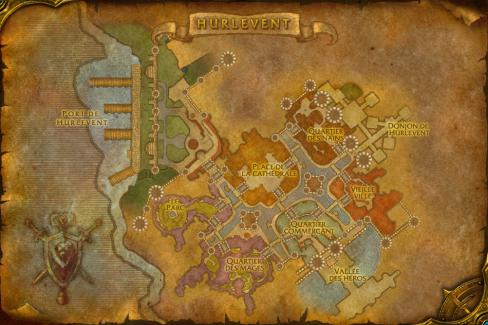 HURLEVENT
PORT DE
HURLEVENT
QUARTIER
DES NAINS
DONJON DE
HURLEVENT
PLACE DE
LA CATHÉDRALE
VIEILLE
VILLE
LE
PARC
QUARTIER
COMMERÇANT
QUARTIER
DES MAGES
VALLÉE
DES HÉROS